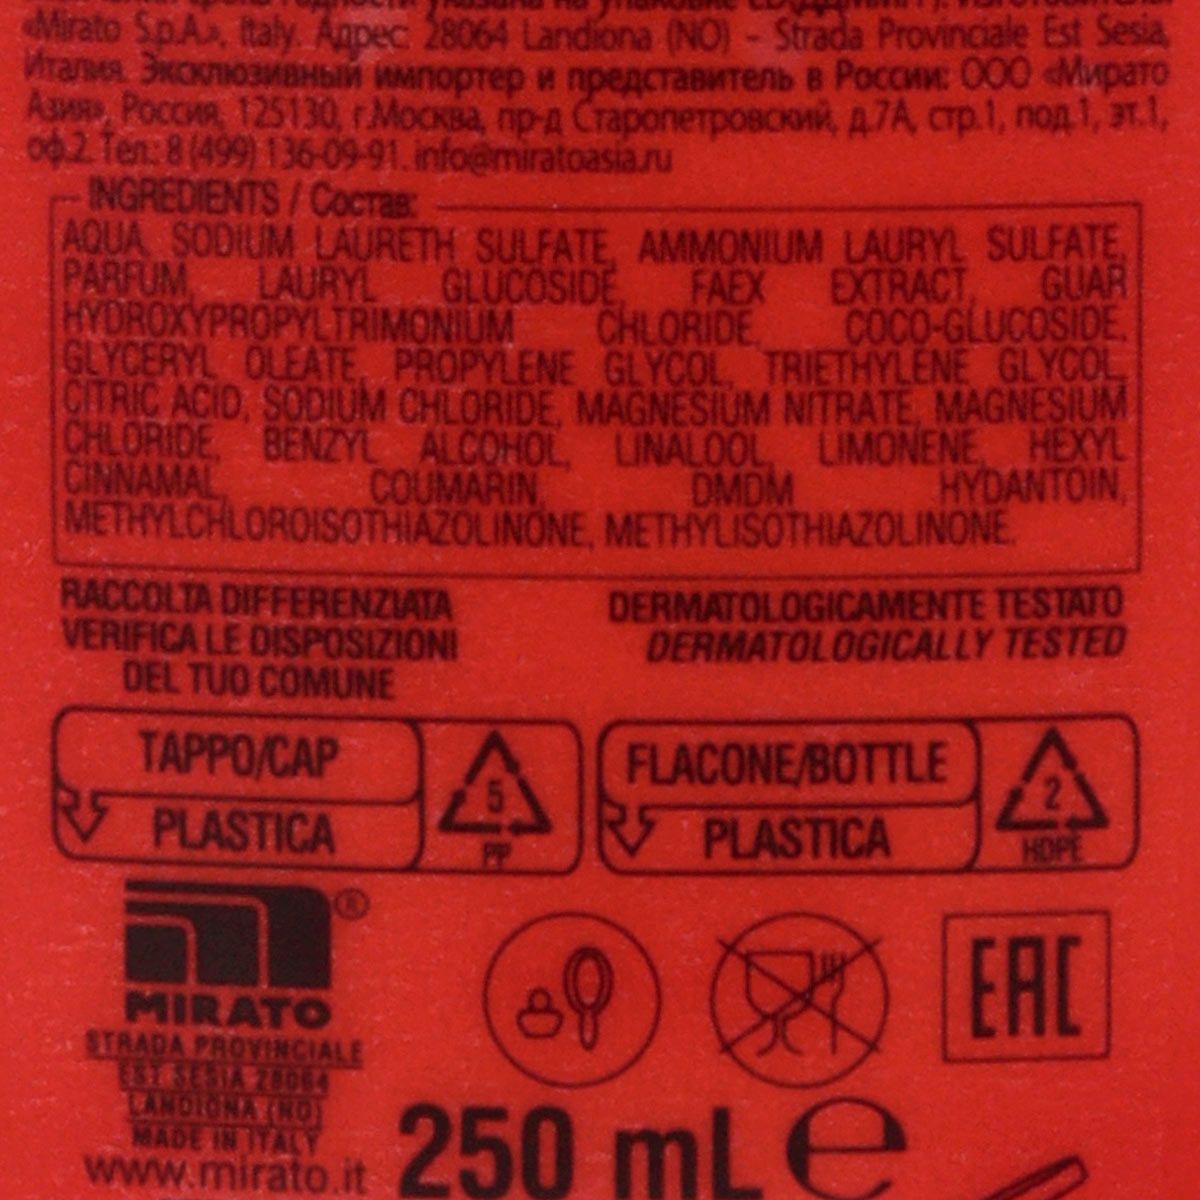 годности указана на упаковке
«Mirato S.p.A.», Italy. Адрес: 28064 Landiona (NO) - Strada Provinciale Est Sesia,
Италия. Эксклюзивный импортер и представитель в России: ООО «Мирато
Азия», Россия, 125130, г.Москва, пр-д Старопетровский, д.7А, стр.1, под.1, эт.1,
оф.2. Тел.: 8 (499) 136-09-91. info@miratoasia.ru
INGREDIENTS / Состав:
AQUA, SODIUM LAURETH SULFATE, AMMONIUM LAURYL SULFATE,
PARFUM, LAURYL GLUCOSIDE, FAEX EXTRACT, GUAR
HYDROXYPROPYLTRIMONIUM CHLORIDE, COCO-GLUCOSIDE,
GLYCERYL OLEATE, PROPYLENE GLYCOL, TRIETHYLENE GLYCOL,
CITRIC ACID, SODIUM CHLORIDE, MAGNESIUM NITRATE, MAGNESIUM
CHLORIDE, BENZYL ALCOHOL, LINALOOL, LIMONENE, HEXYL
CINNAMAL, COUMARIN, DMDM HYDANTOIN,
METHYLCHLOROISOTHIAZOLINONE, METHYLISOTHIAZOLINONE.
RACCOLTA DIFFERENZIATA
VERIFICA LE DISPOSIZIONI
DEL TUO COMUNE
DERMATOLOGICAMENTE TESTATO
DERMATOLOGICALLY TESTED
TAPPO/CAP
PLASTICA
5
PP
FLACONE/BOTTLE
PLASTICA
2
HDPE
MIRATO®
STRADA PROVINCIALE
EST SESIA 28064
LANDIONA (NO)
MADE IN ITALY
www.mirato.it
EAC
250 mL e